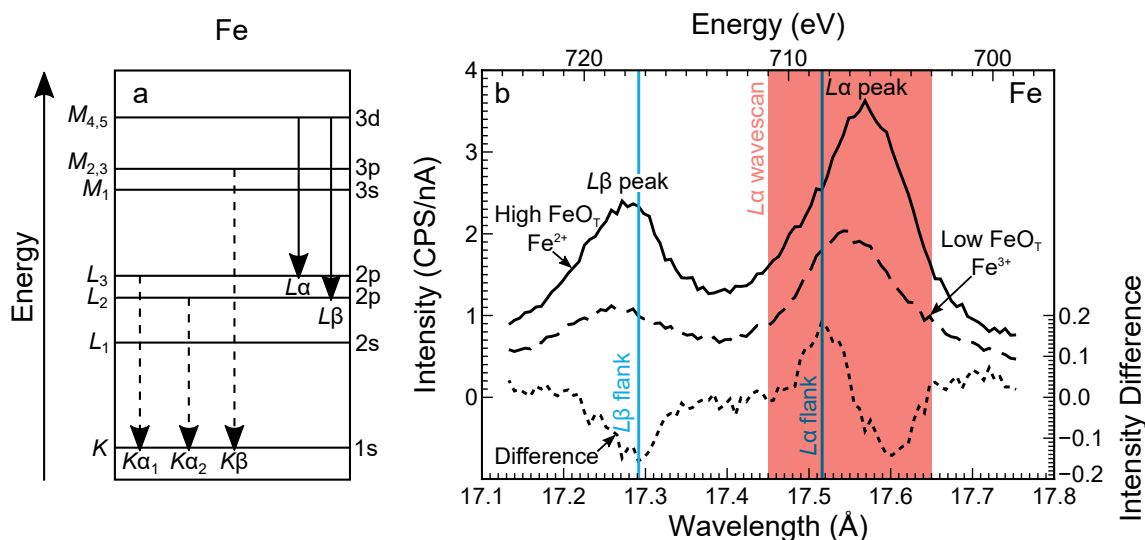 Fe
a
Energy
M4,5
M2,3
M1
L3
L2
L1
K
3d
3p
3s
2p
2p
2s
1s
Lα
Lβ
Kα1
Kα2
Kβ
Energy (eV)
717
708
699
b
Fe
Intensity (CPS/nA)
4
3
2
1
0
Lβ peak
Lα peak
High FeOT
Fe2+
Low FeOT
Fe3+
Lα wavescan
Lβ flank
Lα flank
Difference
0.2
0.1
0.0
−0.1
−0.2
Intensity Difference
17.1
17.2
17.3
17.4
17.5
17.6
17.7
17.8
Wavelength (Å)